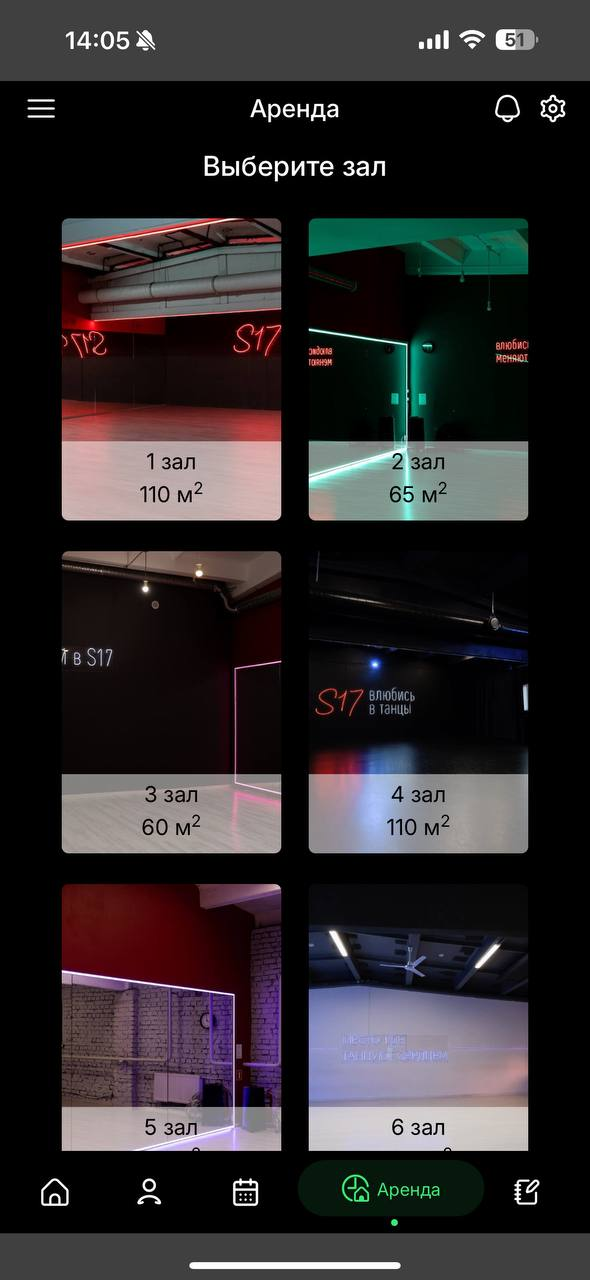 14:05
51
Аренда
Выберите зал
S17
S17
1 зал
110 м²
влюбись
меняют
2 зал
65 м²
в S17
3 зал
60 м²
S17 влюбись
в танцы
4 зал
110 м²
5 зал
6 зал
Аренда